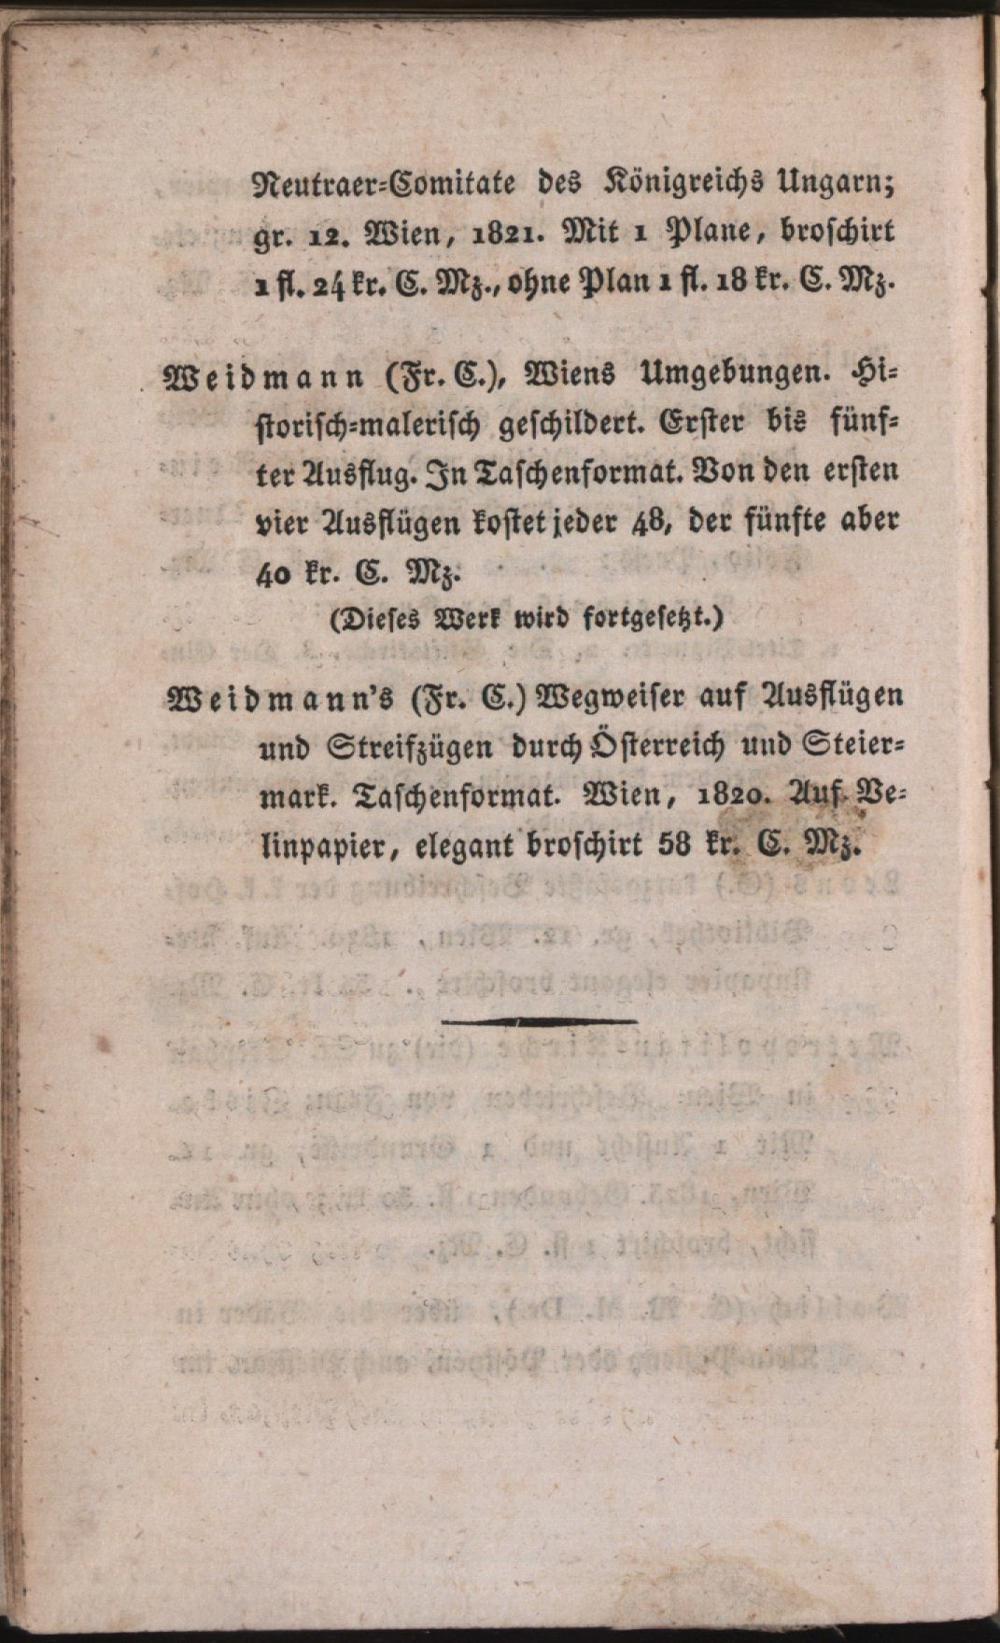 Neutraer-Comitate des Königreichs Ungarn;
gr. 12. Wien, 1821. Mit 1 Plane, broschirt
1 fl. 24 kr. C. Mz., ohne Plan 1 fl. 18 kr. C. Mz.
Weidmann (Fr. C.), Wiens Umgebungen. Hi-
storisch-malerisch geschildert. Erster bis fünf-
ter Ausflug. In Taschenformat. Von den ersten
vier Ausflügen kostet jeder 48, der fünfte aber
40 kr. C. Mz.
(Dieses Werk wird fortgesetzt.)
Weidmann's (Fr. C.) Wegweiser auf Ausflügen
und Streifzügen durch Österreich und Steier-
mark. Taschenformat. Wien, 1820. Auf Ve-
linpapier, elegant broschirt 58 kr. C. Mz.